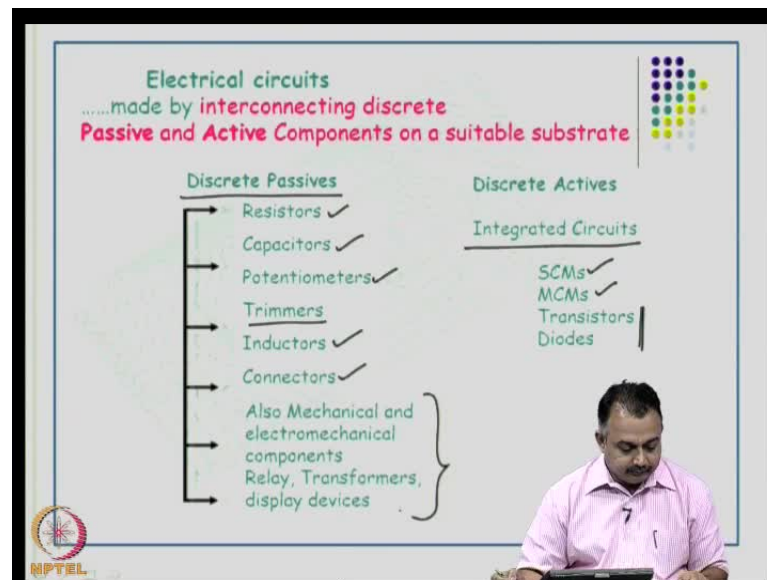 Electrical circuits
......made by interconnecting discrete
Passive and Active Components on a suitable substrate
Discrete Passives
Resistors
Capacitors
Potentiometers
Trimmers
Inductors
Connectors
Also Mechanical and
electromechanical
components
Relay, Transformers,
display devices
Discrete Actives
Integrated Circuits
SCMs
MCMs
Transistors
Diodes
NPTEL